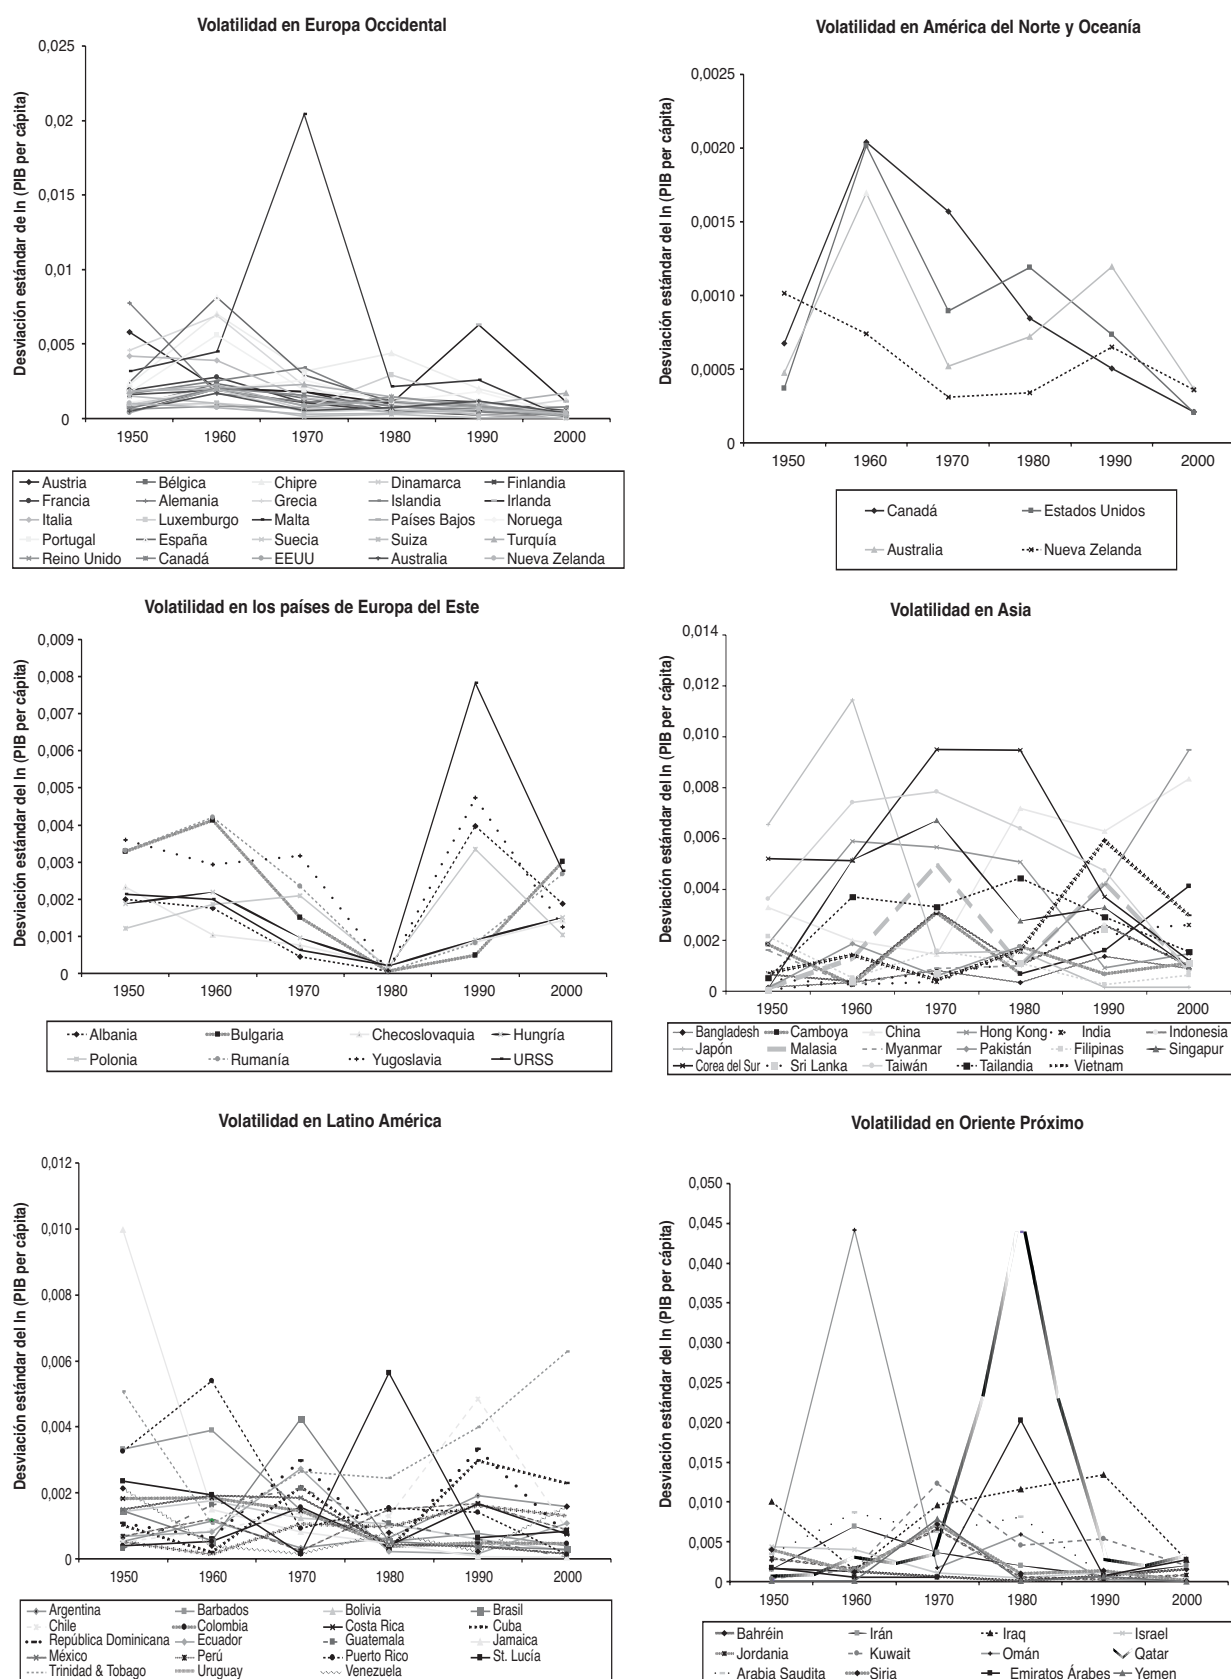 Volatilidad en Europa Occidental
Desviación estándar de ln (PIB per cápita)
0,025
0,02
0,015
0,01
0,005
0
1950 1960 1970 1980 1990 2000
Austria Bélgica Chipre Dinamarca Finlandia
Francia Alemania Grecia Islandia Irlanda
Italia Luxemburgo Malta Países Bajos Noruega
Portugal España Suecia Suiza Turquía
Reino Unido Canadá EEUU Australia Nueva Zelanda
Volatilidad en América del Norte y Oceanía
Desviación estándar del ln (PIB per cápita)
0,0025
0,0020
0,0015
0,0010
0,0005
0
1950 1960 1970 1980 1990 2000
Canadá Estados Unidos
Australia Nueva Zelanda
Volatilidad en los países de Europa del Este
Desviación estándar del ln (PIB per cápita)
0,009
0,008
0,007
0,006
0,005
0,004
0,003
0,002
0,001
0
1950 1960 1970 1980 1990 2000
Albania Bulgaria Checoslovaquia Hungría
Polonia Rumanía Yugoslavia URSS
Volatilidad en Asia
Desviación estándar del ln (PIB per cápita)
0,014
0,012
0,010
0,008
0,006
0,004
0,002
0
1950 1960 1970 1980 1990 2000
Bangladesh Camboya China Hong Kong India Indonesia
Japón Malasia Myanmar Pakistán Filipinas Singapur
Corea del Sur Sri Lanka Taiwán Tailandia Vietnam
Volatilidad en Latino América
Desviación estándar del ln (PIB per cápita)
0,012
0,010
0,008
0,006
0,004
0,002
0
1950 1960 1970 1980 1990 2000
Argentina Barbados Bolivia Brasil
Chile Colombia Costa Rica Cuba
República Dominicana Ecuador Guatemala Jamaica
México Perú Puerto Rico St. Lucía
Trinidad & Tobago Uruguay Venezuela
Volatilidad en Oriente Próximo
Desviación estándar del ln (PIB per cápita)
0,050
0,045
0,040
0,035
0,030
0,025
0,020
0,015
0,010
0,005
0
1950 1960 1970 1980 1990 2000
Bahréin Irán Iraq Israel
Jordania Kuwait Omán Qatar
Arabia Saudita Siria Emiratos Árabes Yemen